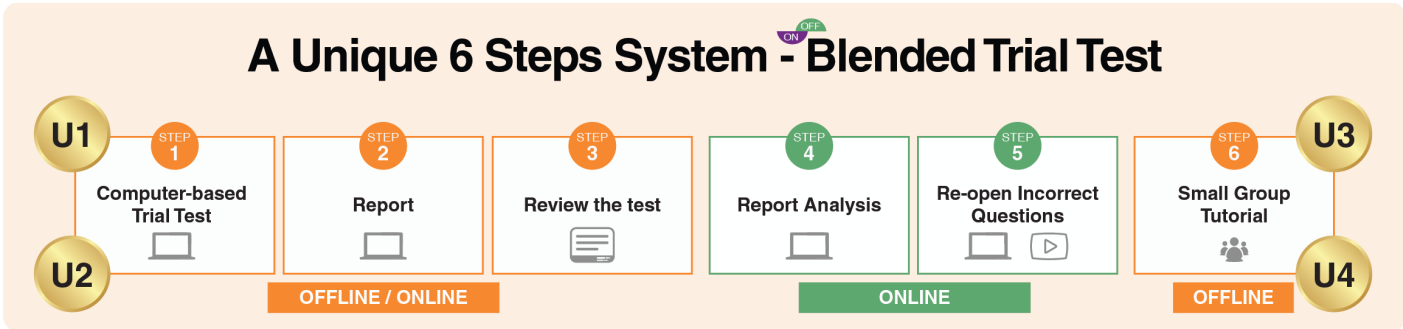 OFF
ON
A Unique 6 Steps System - Blended Trial Test
U1
U2
STEP
1
Computer-based
Trial Test
STEP
2
Report
STEP
3
Review the test
OFFLINE / ONLINE
STEP
4
Report Analysis
STEP
5
Re-open Incorrect
Questions
ONLINE
STEP
6
Small Group
Tutorial
OFFLINE
U3
U4